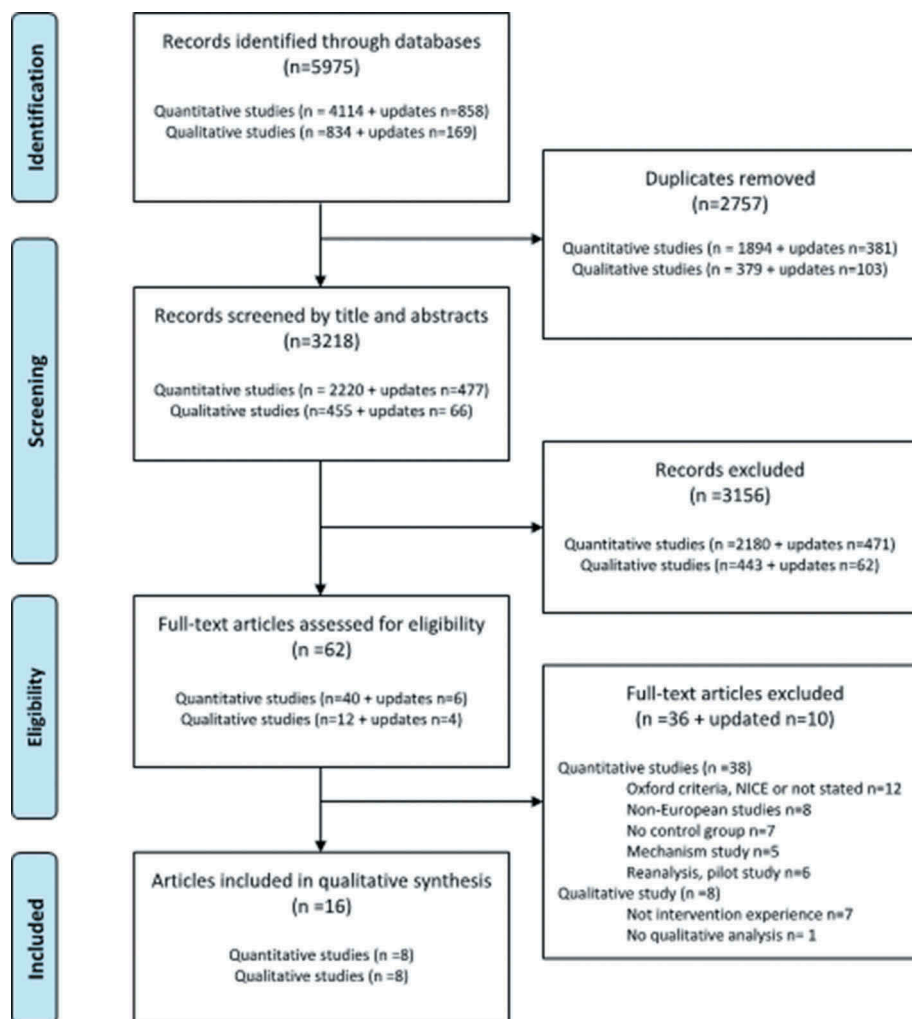 Identification
Records identified through databases
(n=5975)
Quantitative studies (n = 4114 + updates n=858)
Qualitative studies (n =834 + updates n=169)
Duplicates removed
(n=2757)
Quantitative studies (n = 1894 + updates n=381)
Qualitative studies (n = 379 + updates n=103)
Screening
Records screened by title and abstracts
(n=3218)
Quantitative studies (n = 2220 + updates n=477)
Qualitative studies (n=455 + updates n= 66)
Records excluded
(n =3156)
Quantitative studies (n =2180 + updates n=471)
Qualitative studies (n=443 + updates n=62)
Eligibility
Full-text articles assessed for eligibility
(n =62)
Quantitative studies (n=40 + updates n=6)
Qualitative studies (n=12 + updates n=4)
Full-text articles excluded
(n =36 + updated n=10)
Quantitative studies (n =38)
Oxford criteria, NICE or not stated n=12
Non-European studies n=8
No control group n=7
Mechanism study n=5
Reanalysis, pilot study n=6
Qualitative study (n =8)
Not intervention experience n=7
No qualitative analysis n= 1
Included
Articles included in qualitative synthesis
(n =16)
Quantitative studies (n =8)
Qualitative studies (n =8)